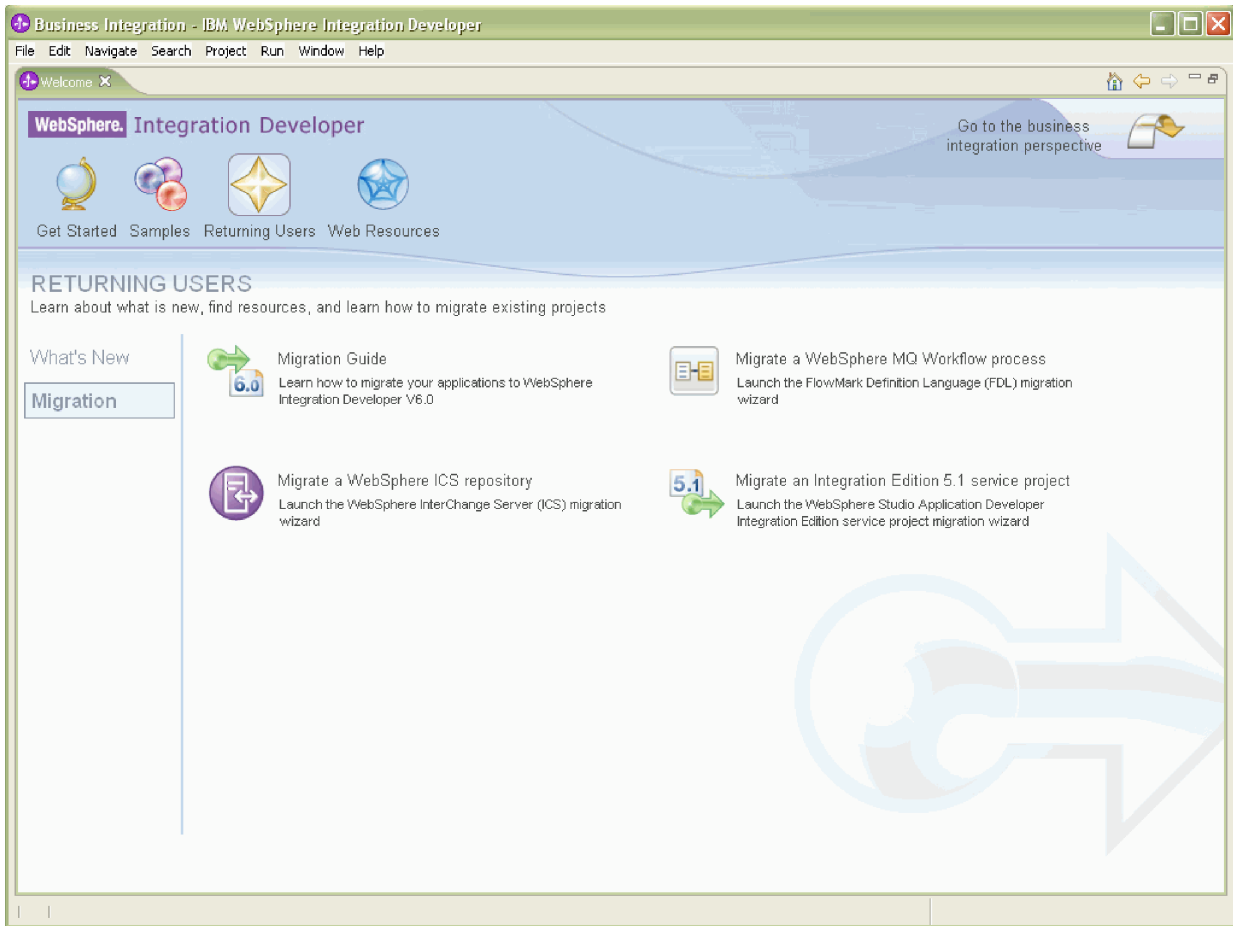 Business Integration - IBM WebSphere Integration Developer
File Edit Navigate Search Project Run Window Help
Welcome
WebSphere. Integration Developer
Go to the business
integration perspective
Get Started Samples Returning Users Web Resources
RETURNING USERS
Learn about what is new, find resources, and learn how to migrate existing projects
What's New
Migration
6.0
Migration Guide
Learn how to migrate your applications to WebSphere
Integration Developer V6.0
Migrate a WebSphere MQ Workflow process
Launch the FlowMark Definition Language (FDL) migration
wizard
Migrate a WebSphere ICS repository
Launch the WebSphere InterChange Server (ICS) migration
wizard
5.1
Migrate an Integration Edition 5.1 service project
Launch the WebSphere Studio Application Developer
Integration Edition service project migration wizard